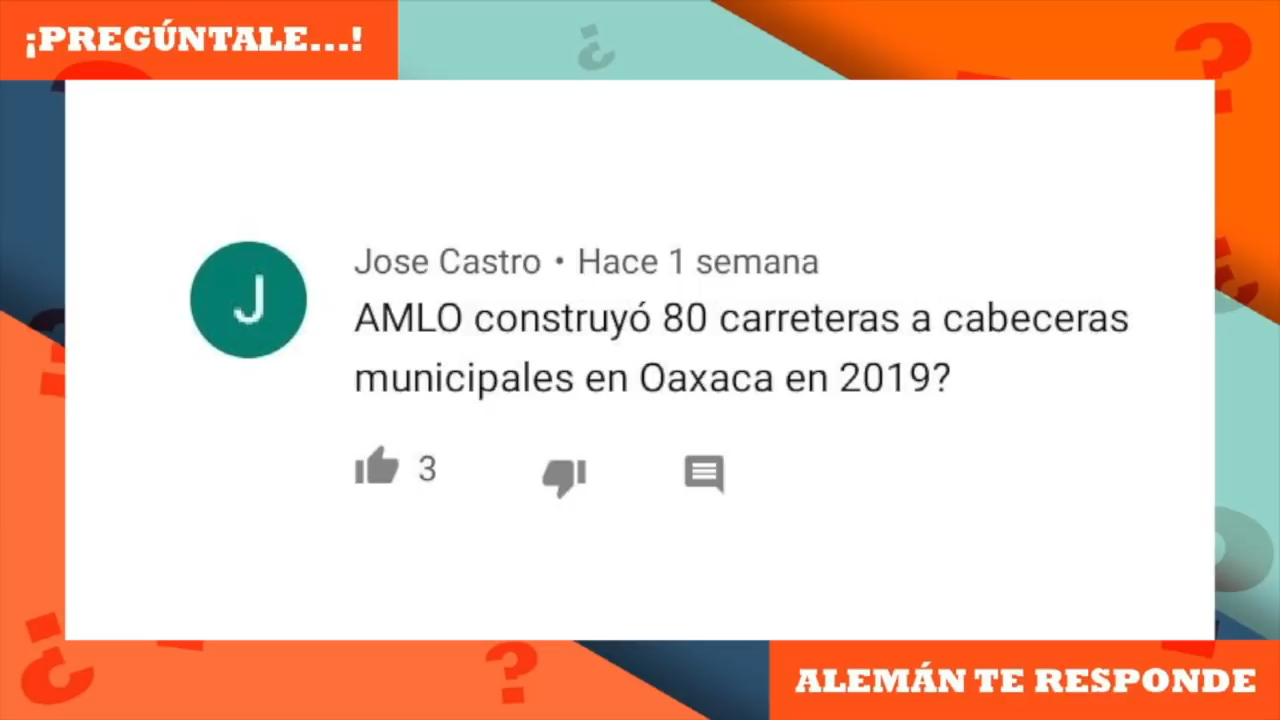 ¡PREGÚNTALE...!
J
Jose Castro • Hace 1 semana
AMLO construyó 80 carreteras a cabeceras
municipales en Oaxaca en 2019?
3
ALEMÁN TE RESPONDE